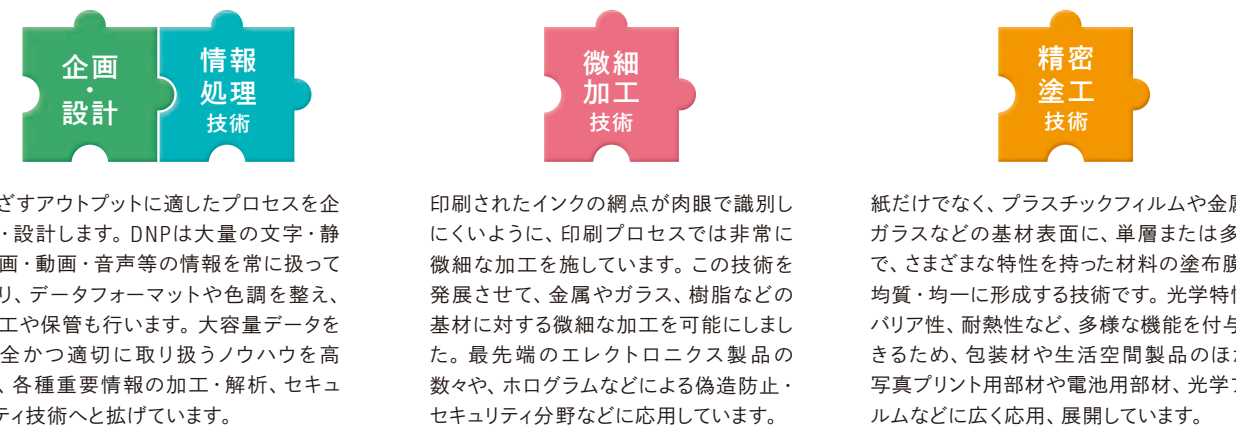 企画
・
設計
情報
処理
技術
ざすアウトプットに適したプロセスを企
・設計します。DNPは大量の文字・静
画・動画・音声等の情報を常に扱って
り、データフォーマットや色調を整え、
工や保管も行います。大容量データを
全かつ適切に取り扱うノウハウを高
、各種重要情報の加工・解析、セキュ
ティ技術へと拡げています。
微細
加工
技術
印刷されたインクの網点が肉眼で識別し
にくいように、印刷プロセスでは非常に
微細な加工を施しています。この技術を
発展させて、金属やガラス、樹脂などの
基材に対する微細な加工を可能にしまし
た。最先端のエレクトロニクス製品の
数々や、ホログラムなどによる偽造防止・
セキュリティ分野などに応用しています。
精密
塗工
技術
紙だけでなく、プラスチックフィルムや金属
ガラスなどの基材表面に、単層または多
で、さまざまな特性を持った材料の塗布膜
均質・均一に形成する技術です。光学特性
バリア性、耐熱性など、多様な機能を付与
きるため、包装材や生活空間製品のほか
写真プリント用部材や電池用部材、光学フ
ルムなどに広く応用、展開しています。